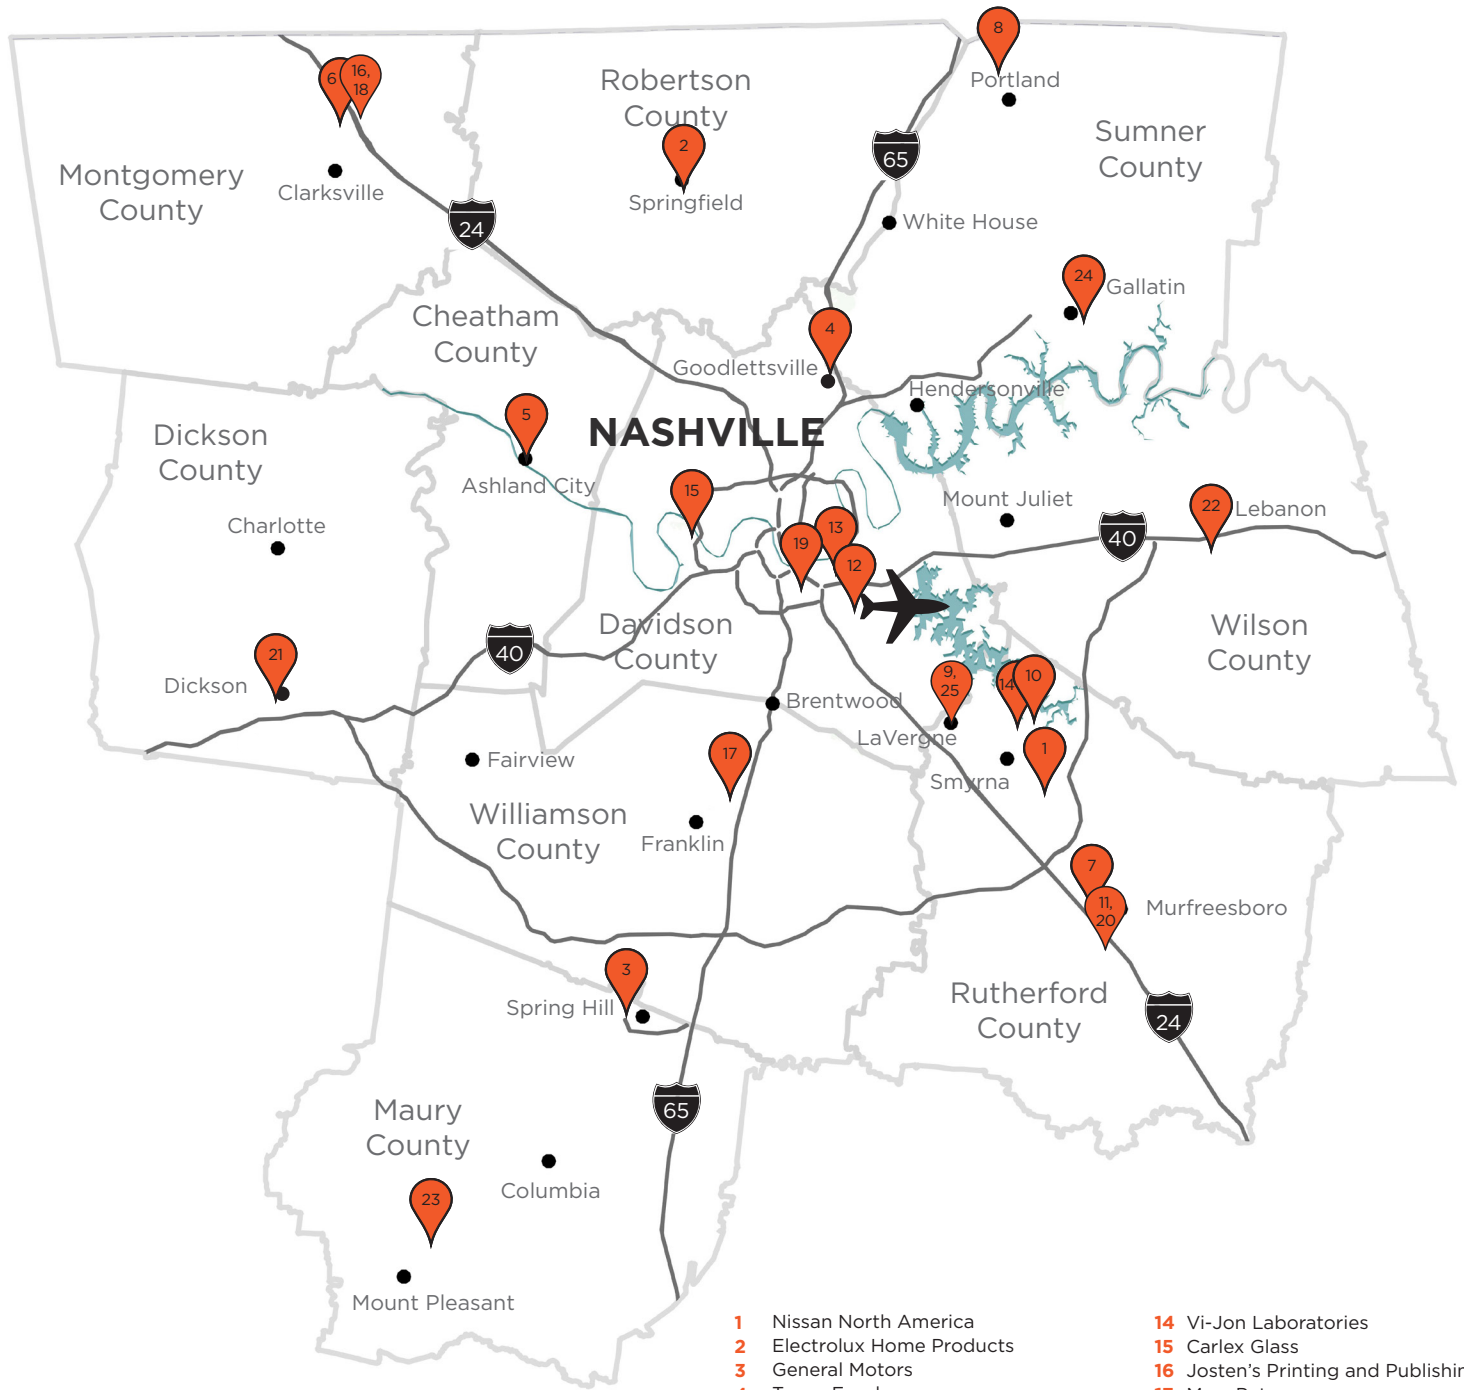 8
Portland
6
16,
18
Robertson
County
Sumner
County
65
2
Montgomery
County
Clarksville
Springfield
24
White House
24
Gallatin
Cheatham
County
4
Goodlettsville
Hendersonville
5
NASHVILLE
Dickson
County
Ashland City
15
Mount Juliet
22
Lebanon
Charlotte
13
19
40
12
Davidson
County
Wilson
County
40
21
Dickson
9,
25
14
10
Brentwood
LaVergne
1
17
Fairview
Smyrna
Williamson
County
Franklin
7
11,
20
Murfreesboro
3
Spring Hill
Rutherford
County
24
65
Maury
County
Columbia
23
Mount Pleasant
1 Nissan North America
2 Electrolux Home Products
3 General Motors
14 Vi-Jon Laboratories
15 Carlex Glass
16 Josten's Printing and Publishin